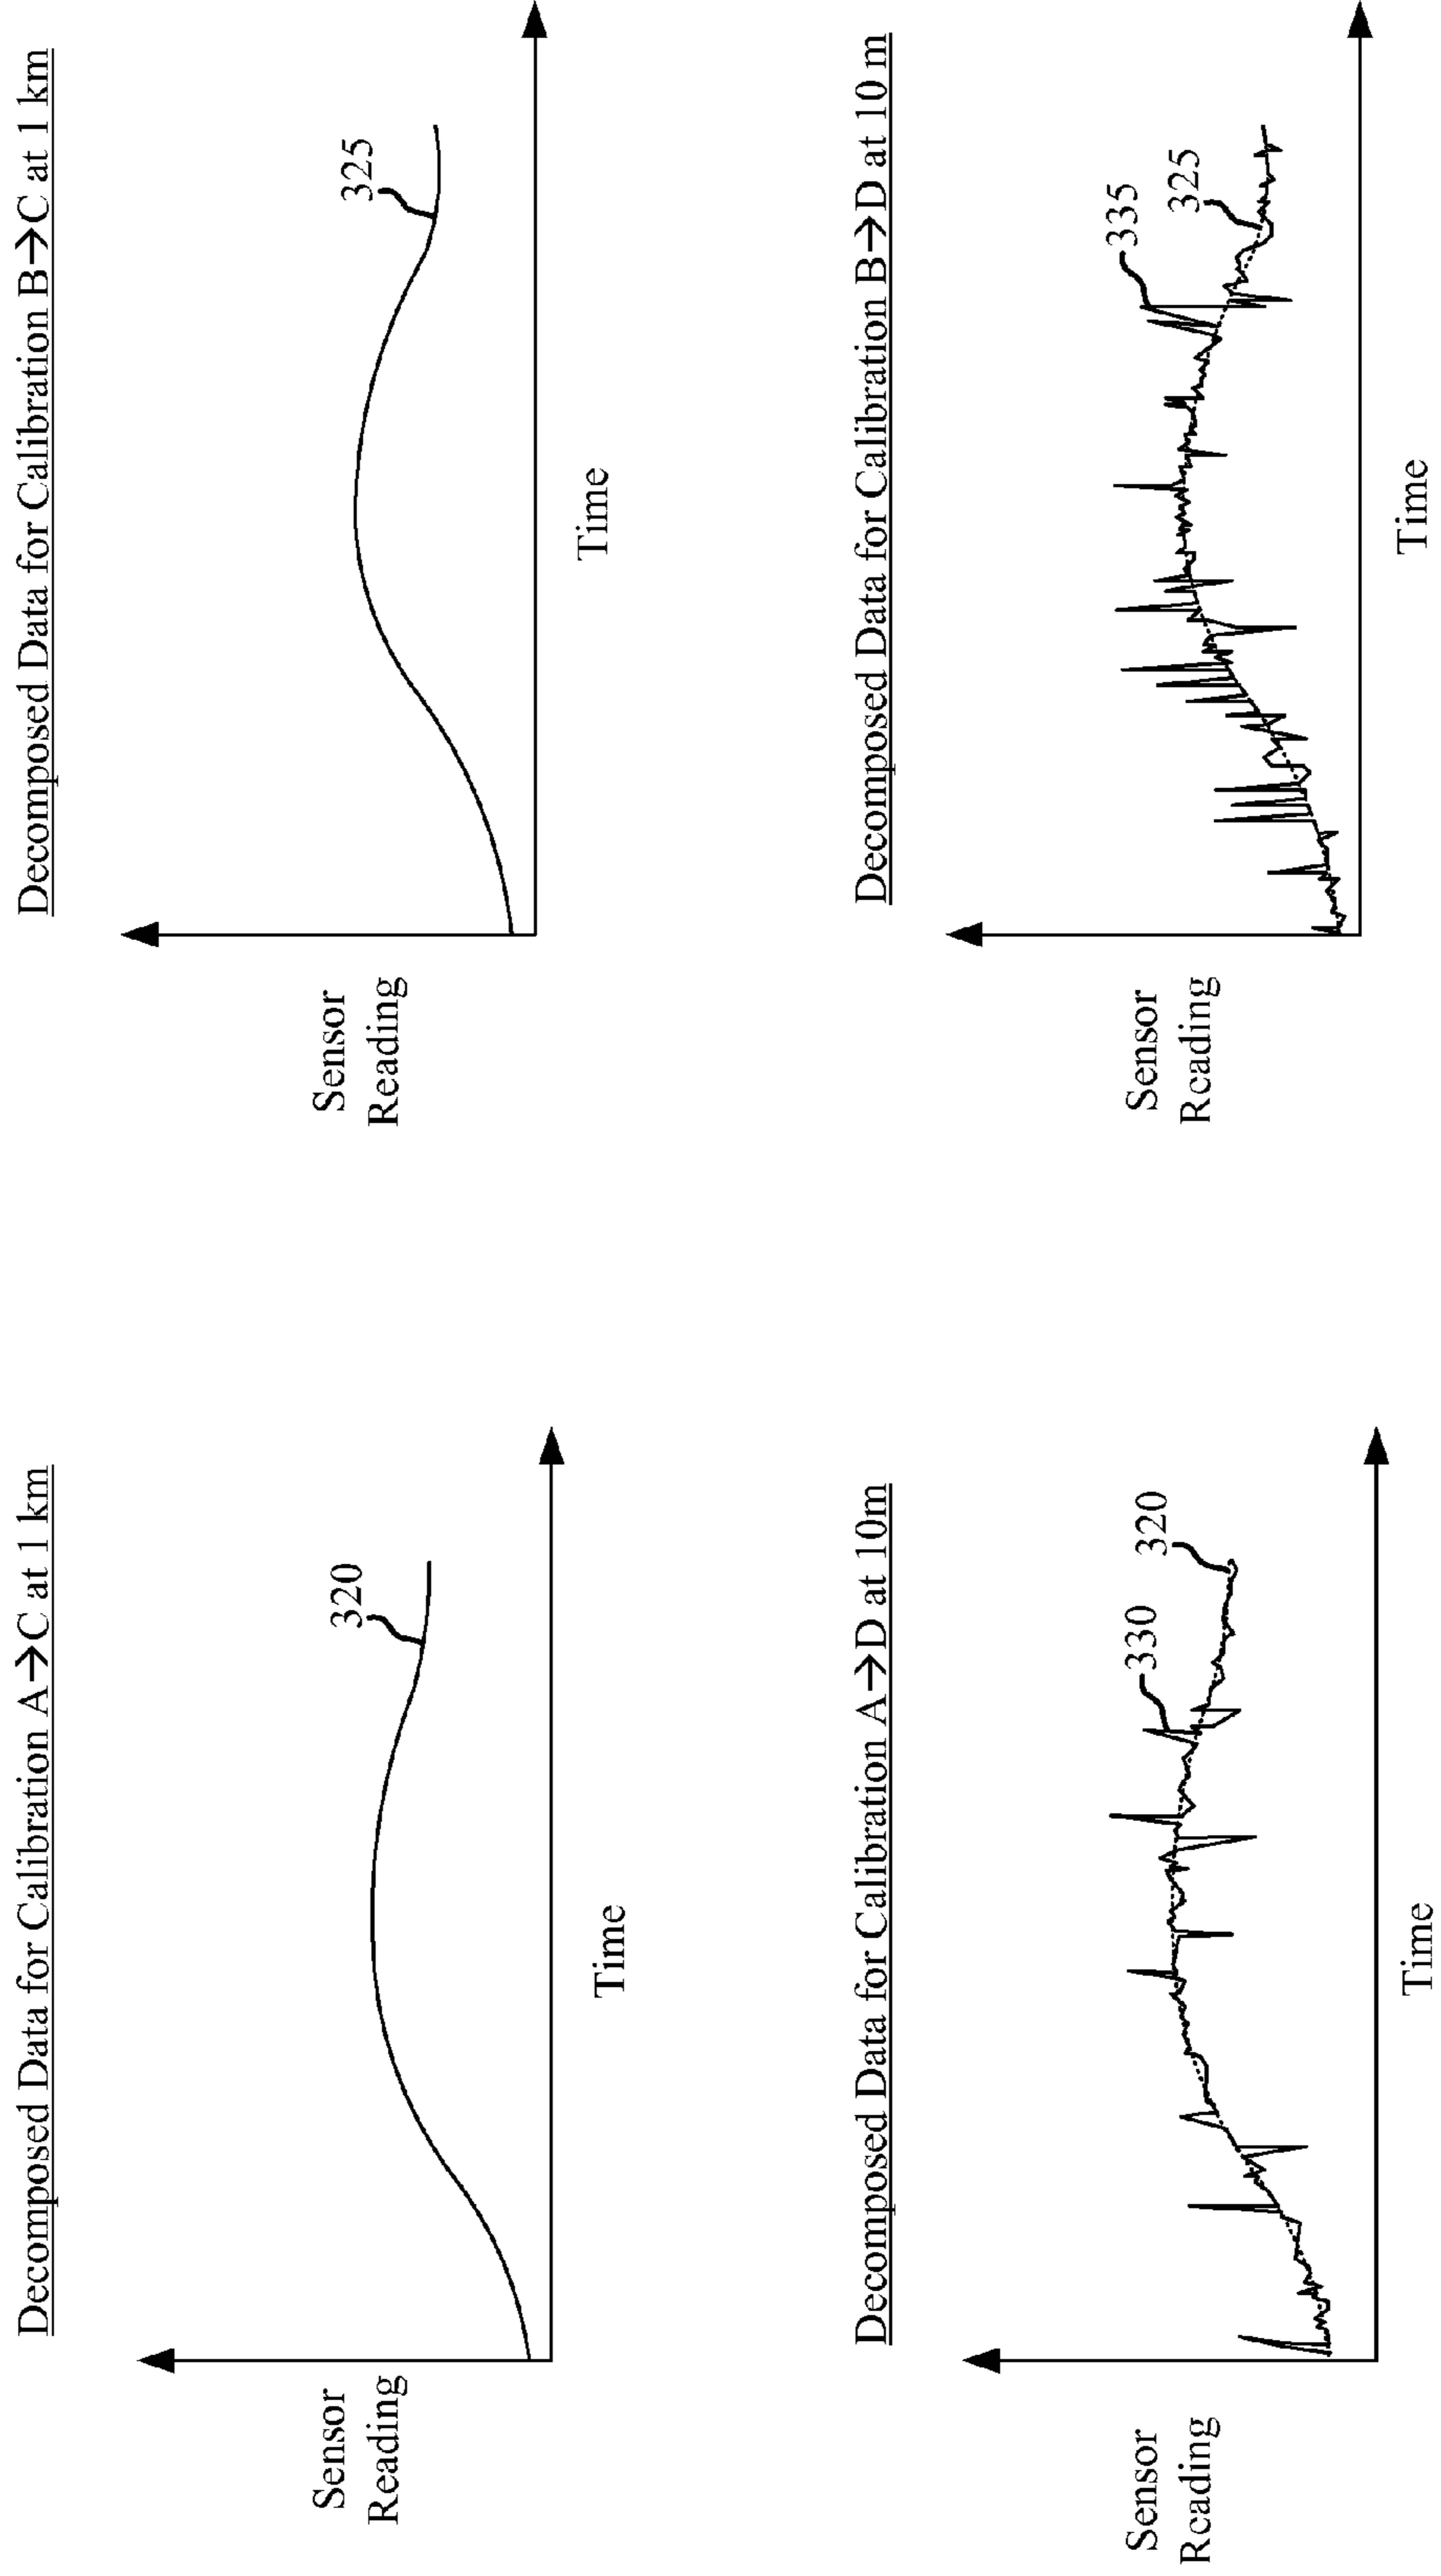 Decomposed Data for Calibration A→C at 1 km
320
Sensor
Reading
Time
Decomposed Data for Calibration B→C at 1 km
325
Sensor
Reading
Time
Decomposed Data for Calibration A→D at 10m
330
320
Sensor
Reading
Time
Decomposed Data for Calibration B→D at 10 m
335
325
Sensor
Reading
Time